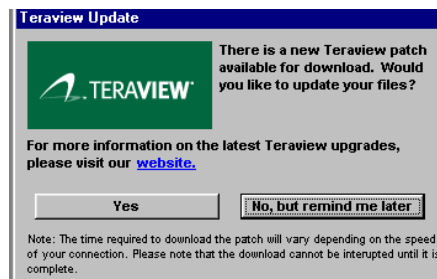 Teraview Update
There is a new Teraview patch
available for download. Would
you like to update your files?
TERAVIEW
For more information on the latest Teraview upgrades,
please visit our website.
Yes
No, but remind me later
Note: The time required to download the patch will vary depending on the speed
of your connection. Please note that the download cannot be interupted until it is
complete.